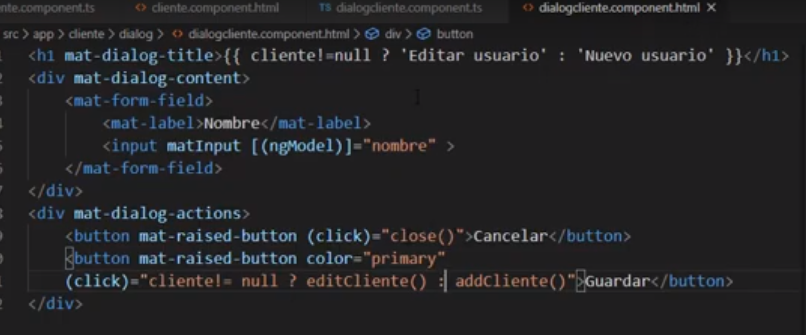 nte.component.ts <> cliente.component.html TS dialogcliente.component.ts <> dialogcliente.component.html ×
src > app > cliente > dialog > <> dialogcliente.component.html > div > button
<h1 mat-dialog-title>{{ cliente!=null ? 'Editar usuario' : 'Nuevo usuario' }}</h1>
<div mat-dialog-content>
<mat-form-field>
<mat-label>Nombre</mat-label>
<input matInput [(ngModel)]="nombre" >
</mat-form-field>
</div>
<div mat-dialog-actions>
<button mat-raised-button (click)="close()">Cancelar</button>
<button mat-raised-button color="primary"
(click)="cliente!= null ? editCliente() : addCliente()">Guardar</button>
</div>